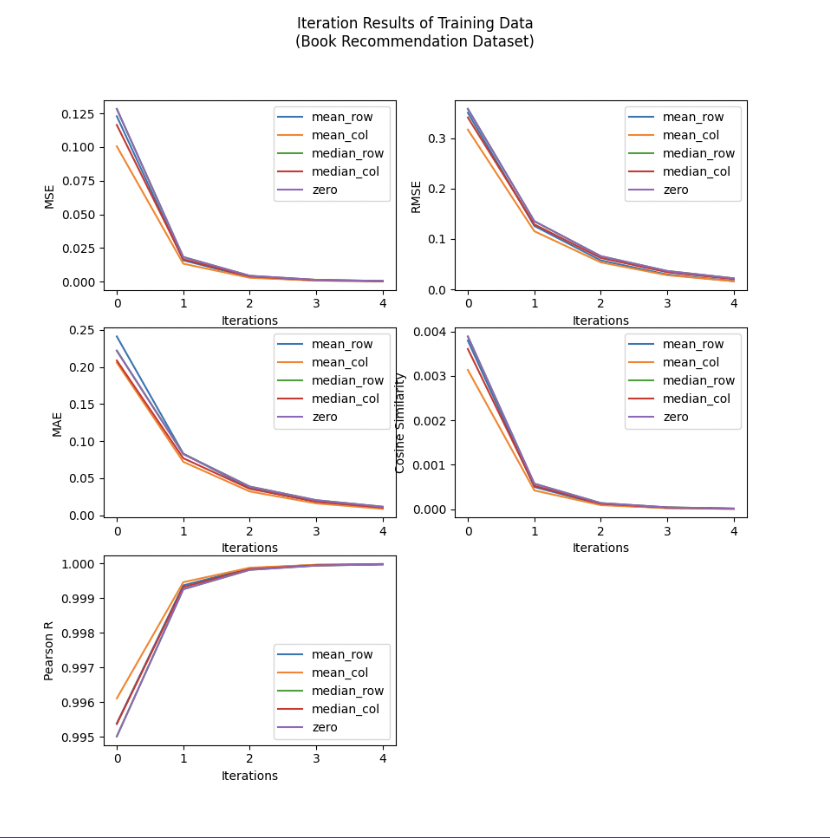 Iteration Results of Training Data
(Book Recommendation Dataset)
MSE
0.125
0.100
0.075
0.050
0.025
0.000
0 1 2 3 4
Iterations
mean_row
mean_col
median_row
median_col
zero
RMSE
0.3
0.2
0.1
0.0
0 1 2 3 4
Iterations
mean_row
mean_col
median_row
median_col
zero
MAE
0.25
0.20
0.15
0.10
0.05
0.00
0 1 2 3 4
Iterations
mean_row
mean_col
median_row
median_col
zero
Cosine Similarity
0.004
0.003
0.002
0.001
0.000
0 1 2 3 4
Iterations
mean_row
mean_col
median_row
median_col
zero
Pearson R
1.000
0.999
0.998
0.997
0.996
0.995
0 1 2 3 4
Iterations
mean_row
mean_col
median_row
median_col
zero